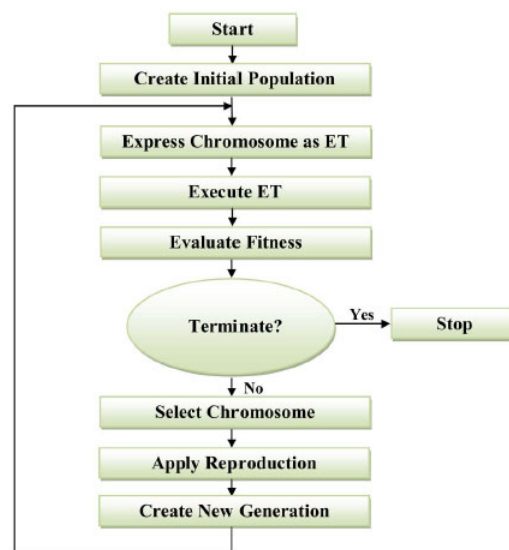 Start
Create Initial Population
Express Chromosome as ET
Execute ET
Evaluate Fitness
Terminate?
Yes
Stop
No
Select Chromosome
Apply Reproduction
Create New Generation